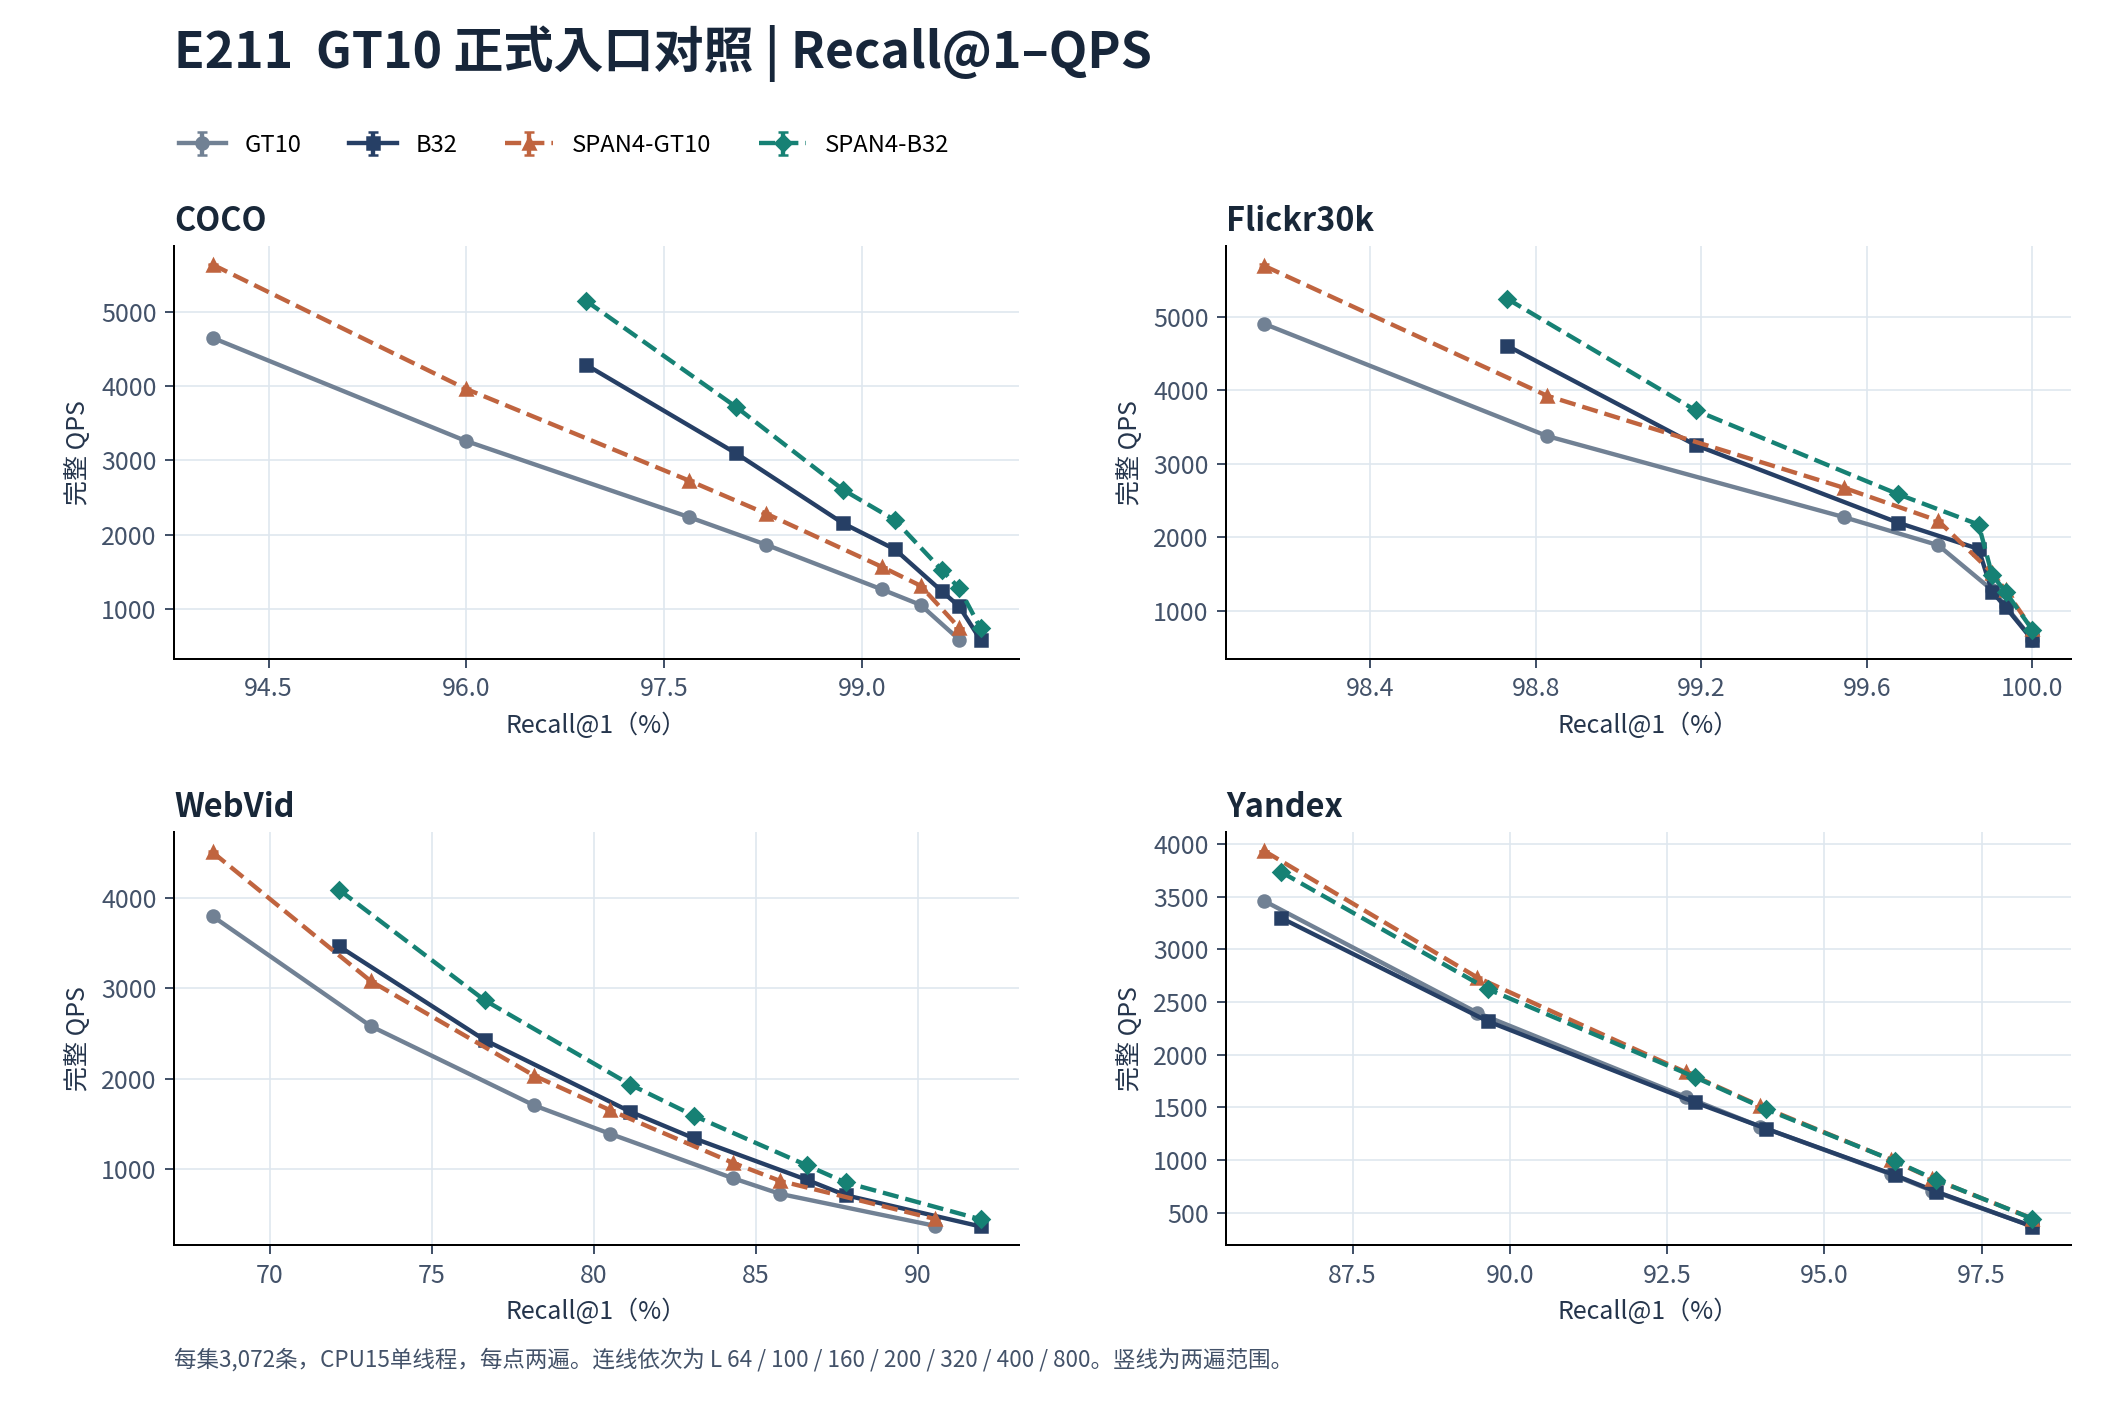 E211 GT10 正式入口对照 | Recall@1–QPS
GT10 B32 SPAN4-GT10 SPAN4-B32
COCO
完整 QPS
5000
4000
3000
2000
1000
94.5 96.0 97.5 99.0
Recall@1（%）
Flickr30k
完整 QPS
5000
4000
3000
2000
1000
98.4 98.8 99.2 99.6 100.0
Recall@1（%）
WebVid
完整 QPS
4000
3000
2000
1000
70 75 80 85 90
Recall@1（%）
Yandex
完整 QPS
4000
3500
3000
2500
2000
1500
1000
500
87.5 90.0 92.5 95.0 97.5
Recall@1（%）
每集3,072条，CPU15单线程，每点两遍。连线依次为 L 64 / 100 / 160 / 200 / 320 / 400 / 800。竖线为两遍范围。